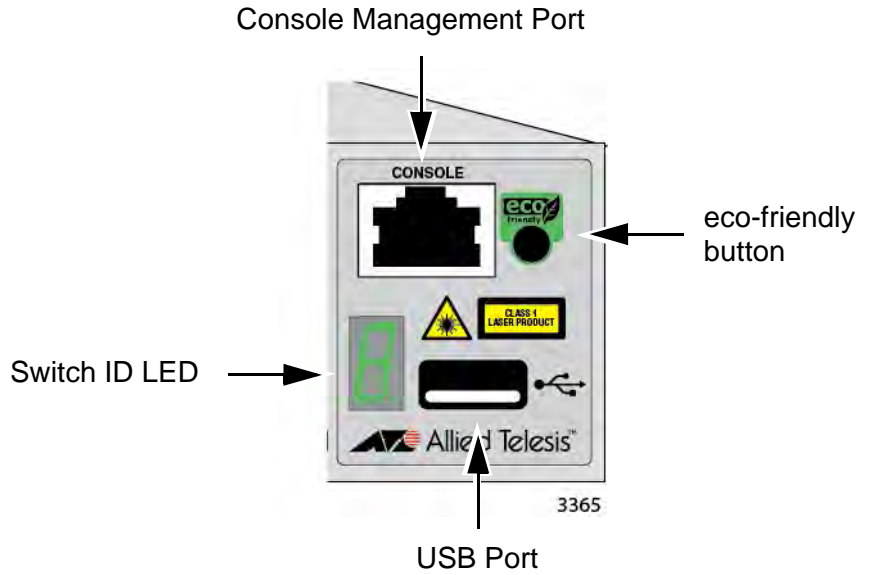 Console Management Port
CONSOLE
eco
friendly
eco-friendly
button
CLASS 1
LASER PRODUCT
Switch ID LED
Allied Telesis™
3365
USB Port